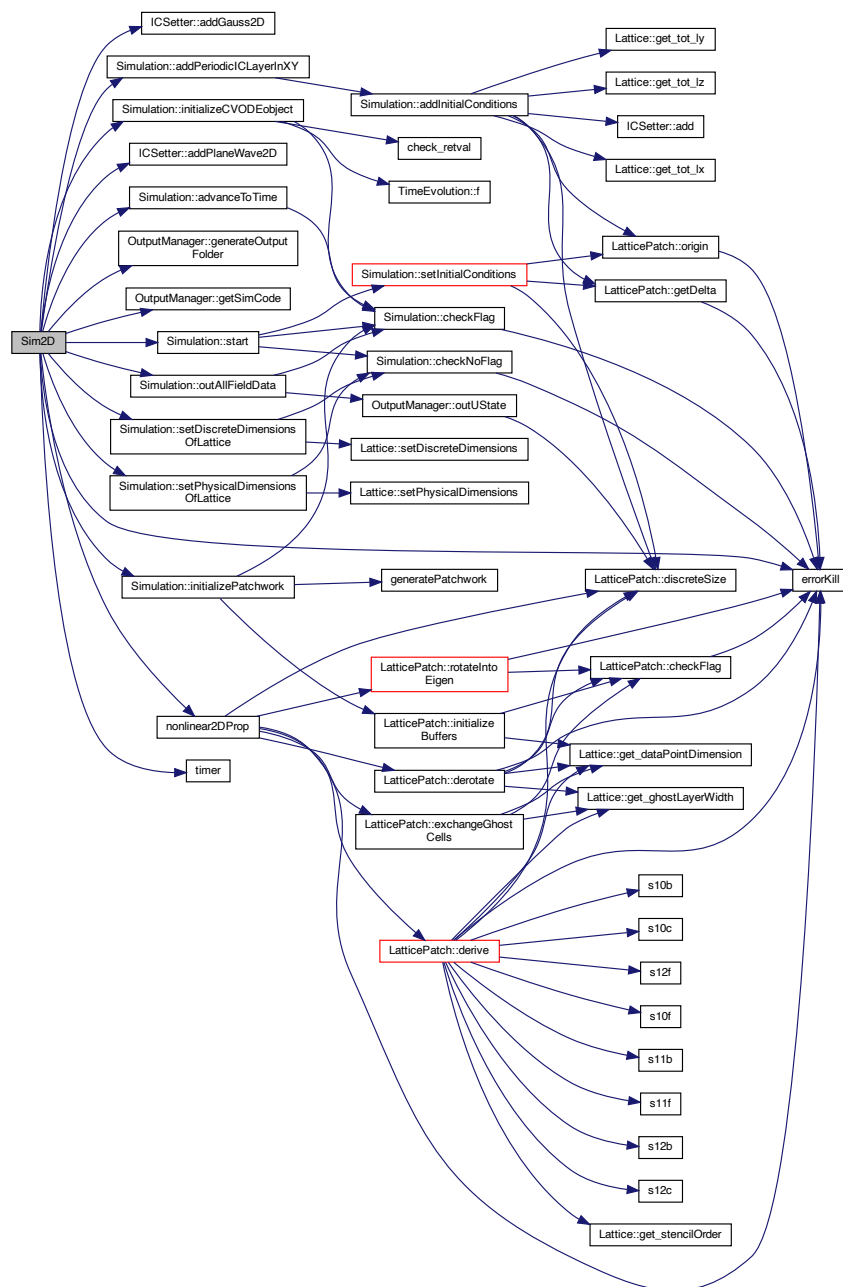 ICSetter::addGauss2D
Simulation::addPeriodicICLayerInXY
Simulation::initializeCVODEobject
ICSetter::addPlaneWave2D
Simulation::advanceToTime
OutputManager::generateOutput
Folder
OutputManager::getSimCode
Sim2D
Simulation::start
Simulation::outAllFieldData
Simulation::setDiscreteDimensions
OfLattice
Simulation::setPhysicalDimensions
OfLattice
Simulation::initializePatchwork
nonlinear2DProp
timer
Simulation::addInitialConditions
check_retval
TimeEvolution::f
Simulation::setInitialConditions
Simulation::checkFlag
Simulation::checkNoFlag
OutputManager::outUState
Lattice::setDiscreteDimensions
Lattice::setPhysicalDimensions
generatePatchwork
LatticePatch::rotateInto
Eigen
LatticePatch::initialize
Buffers
LatticePatch::derotate
LatticePatch::exchangeGhost
Cells
LatticePatch::derive
Lattice::get_tot_ly
Lattice::get_tot_lz
ICSetter::add
Lattice::get_tot_lx
LatticePatch::origin
LatticePatch::getDelta
LatticePatch::discreteSize
errorKill
LatticePatch::checkFlag
Lattice::get_dataPointDimension
Lattice::get_ghostLayerWidth
s10b
s10c
s12f
s10f
s11b
s11f
s12b
s12c
Lattice::get_stencilOrder